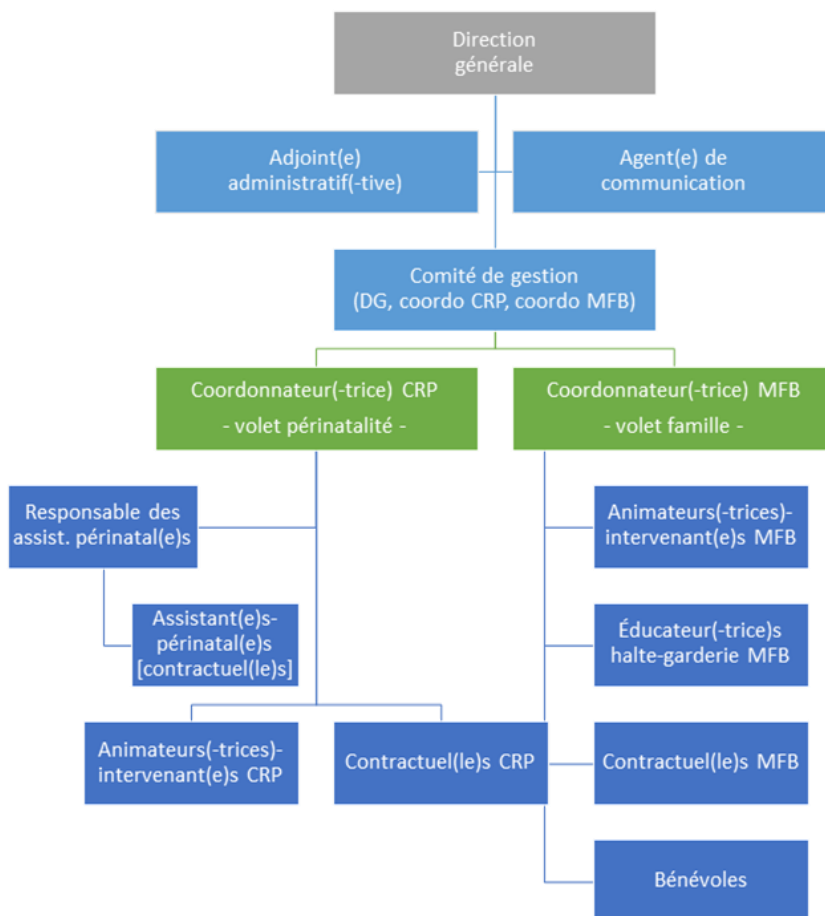 Direction
générale
Adjoint(e)
administratif(-tive)
Agent(e) de
communication
Comité de gestion
(DG, coordo CRP, coordo MFB)
Coordonnateur(-trice) CRP
- volet périnatalité -
Coordonnateur(-trice) MFB
- volet famille -
Responsable des
assist. périnatal(e)s
Animateurs(-trices)-
intervenant(e)s MFB
Assistant(e)s-
périnatal(e)s
[contractuel(le)s]
Éducateur(-trice)s
halte-garderie MFB
Animateurs(-trices)-
intervenant(e)s CRP
Contractuel(le)s CRP
Contractuel(le)s MFB
Bénévoles